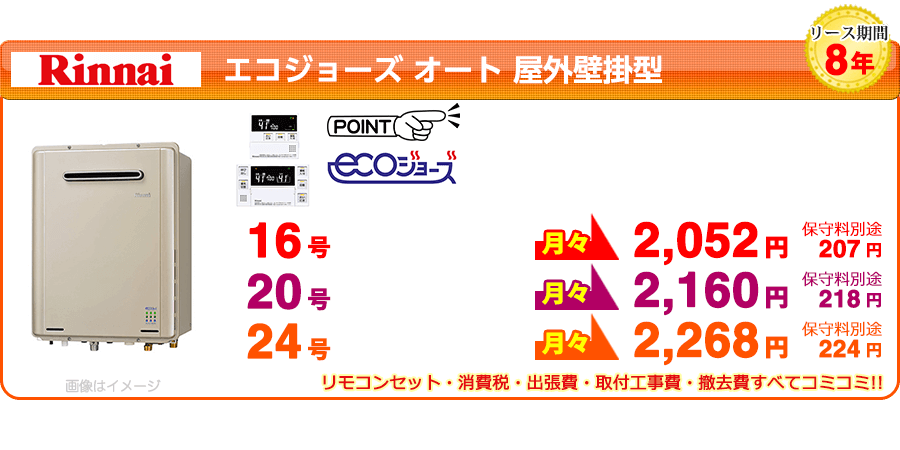 リース期間
8年
Rinnai
エコジョーズ オート 屋外壁掛型
POINT
ecoジョーズ
16号 月々 2,052円 保守料別途 207円
20号 月々 2,160円 保守料別途 218円
24号 月々 2,268円 保守料別途 224円
画像はイメージ
リモコンセット・消費税・出張費・取付工事費・撤去費すべてコミコミ!!